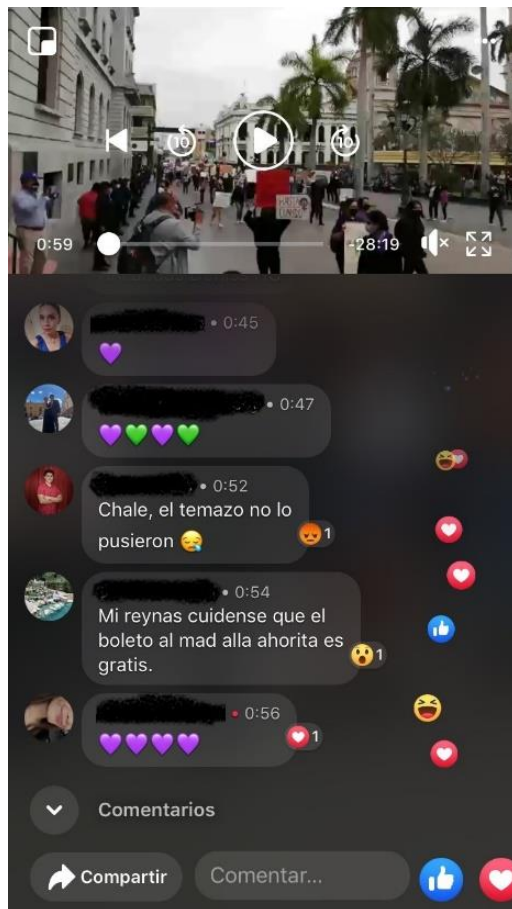 10
10
0:59
-28:19
• 0:45
• 0:47
• 0:52
Chale, el temazo no lo
pusieron
1
• 0:54
Mi reynas cuidense que el
boleto al mad alla ahorita es
gratis.
1
• 0:56
1
Comentarios
Compartir
Comentar...